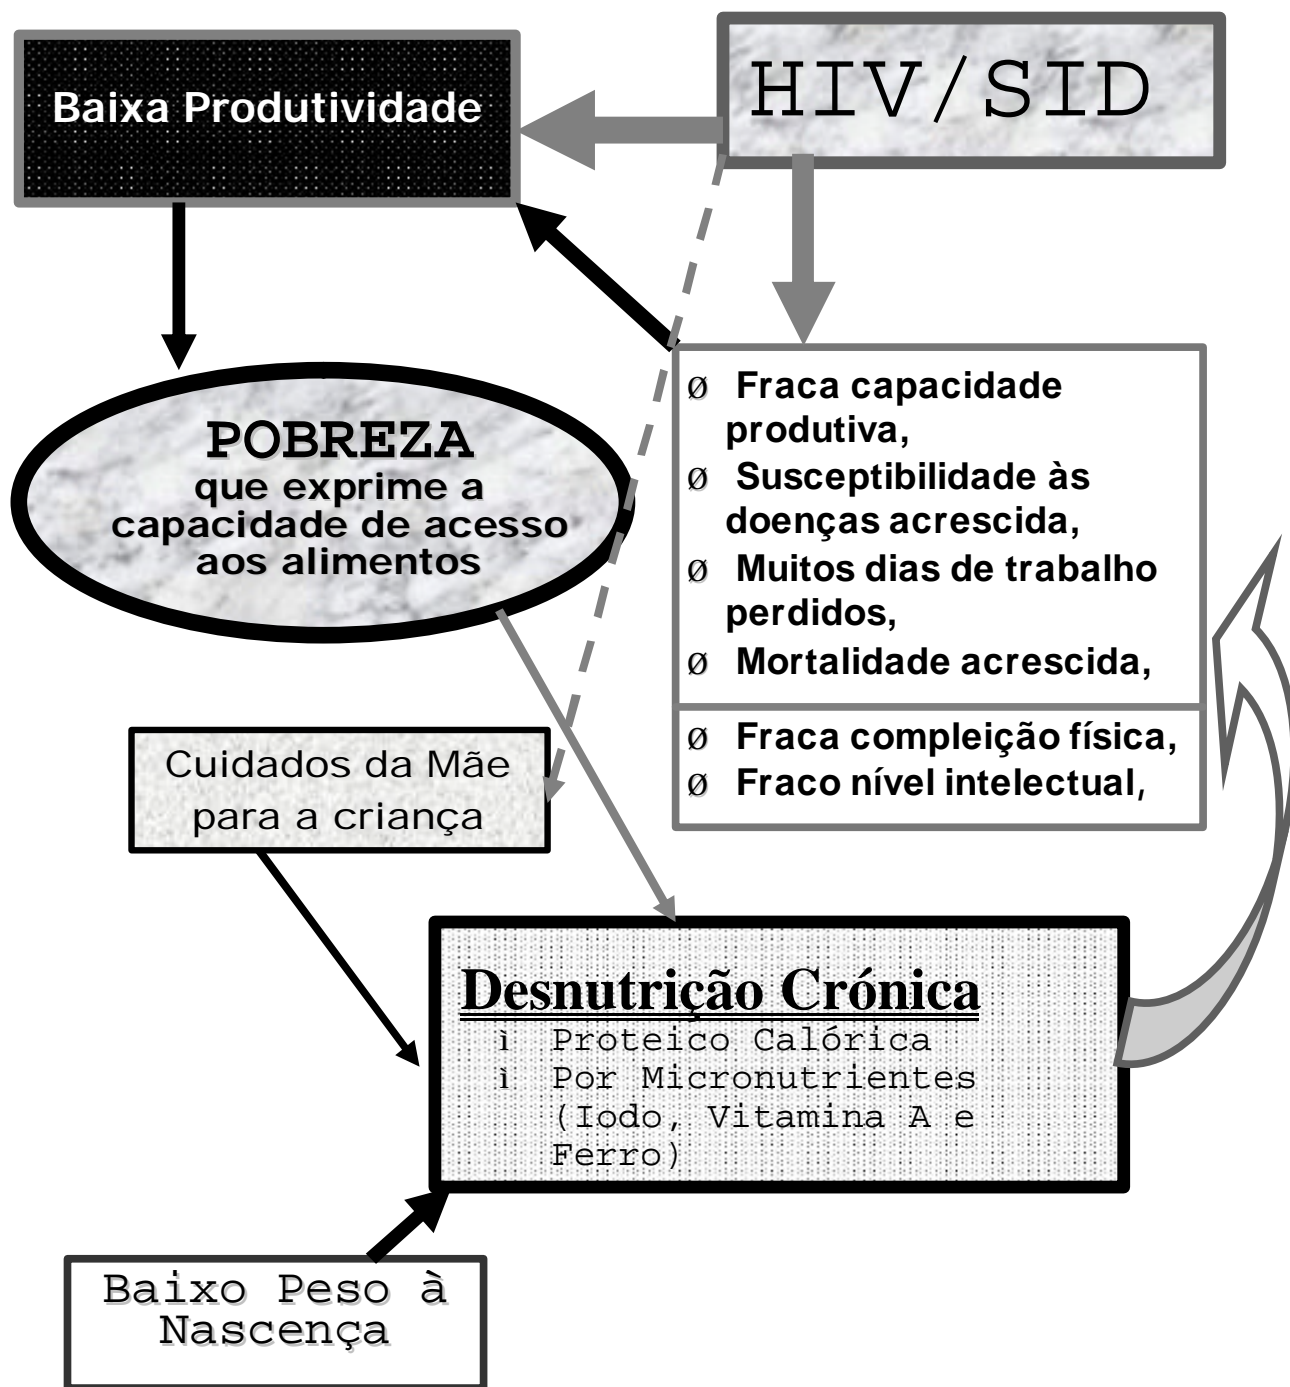 Baixa Produtividade
HIV/SID
POBREZA
que exprime a
capacidade de acesso
aos alimentos
Ø Fraca capacidade
produtiva,
Ø Susceptibilidade às
doenças acrescida,
Ø Muitos dias de trabalho
perdidos,
Ø Mortalidade acrescida,
Ø Fraca compleição física,
Ø Fraco nível intelectual,
Cuidados da Mãe
para a criança
Desnutrição Crónica
ì Proteico Calórica
ì Por Micronutrientes
(Iodo, Vitamina A e
Ferro)
Baixo Peso à
Nascença